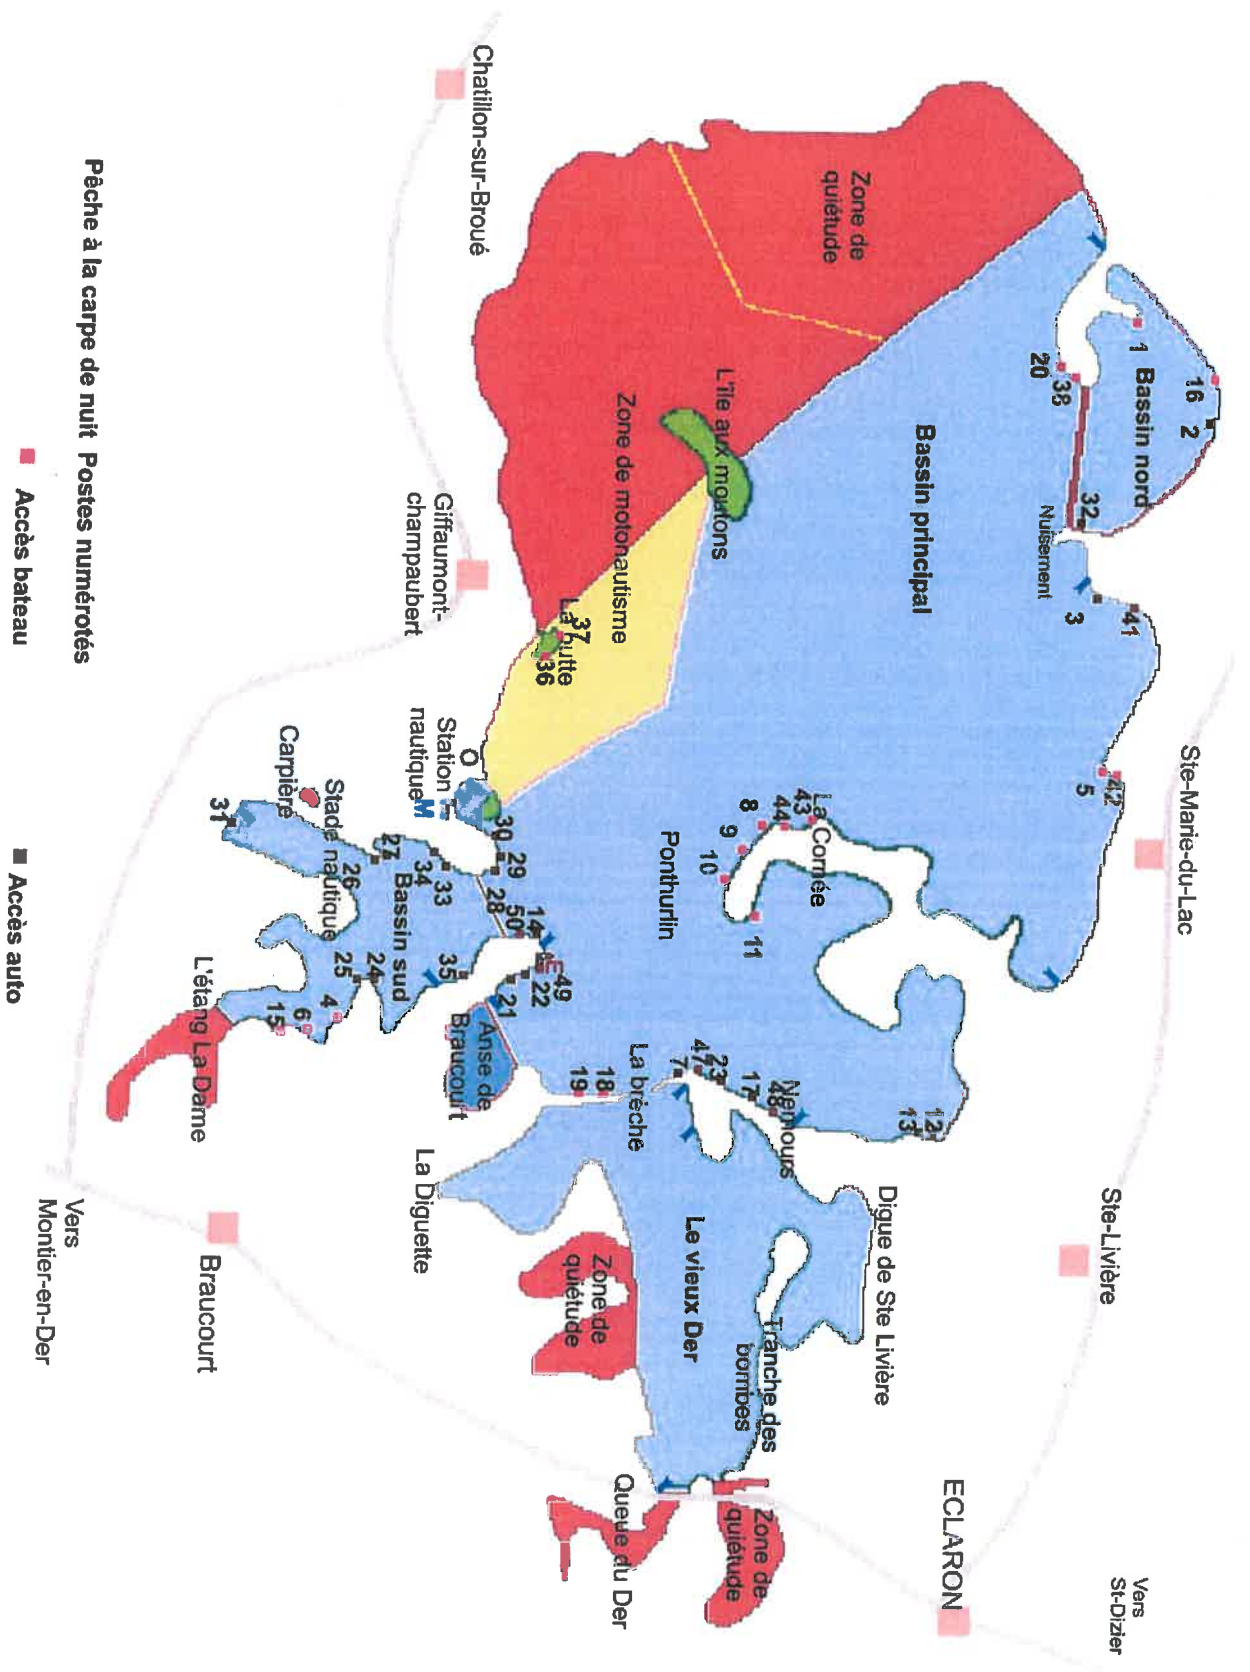 Vers
St-Dizier
Ste-Marie-du-Lac
Ste-Livière
ECLARON
16
2
1
Bassin nord
32
20
38
Nuisement
3
41
42
5
Bassin principal
12
13
Digue de Ste Livière
Zone de
quiétude
L'île aux moutons
La Cornée
43
44
8
9
10
11
Ponthurlin
Nemours
48
17
23
47
7
Tranche des
bombes
Zone de
quiétude
Le vieux Der
Zone de motonautisme
La brèche
18
19
Queue du Der
37
La butte
36
Zone de
quiétude
30
29
28
50
14
49
22
21
Chatillon-sur-Broué
Giffaumont-
champaubert
Station
nautique
M
33
34
27
35
Anse de
Braucourt
La Diguette
Bassin sud
26
24
25
Stade nautique
4
6
15
Carpière
31
L'étang La Dame
Braucourt
Vers
Montier-en-Der
Pêche à la carpe de nuit Postes numérotés
Accès bateau
Accès auto